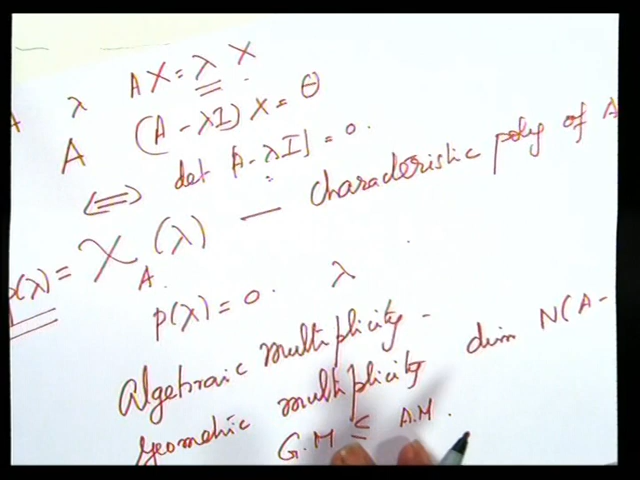 λ AX = λ X
A (A - λI) X = θ
⟺ det |A - λI| = 0.
p(λ) = χ_A (λ) — characteristic poly of A
p(λ) = 0. λ
Algebraic multiplicity -
geometric multiplicity dim N(A -
G.M ≤ A.M.